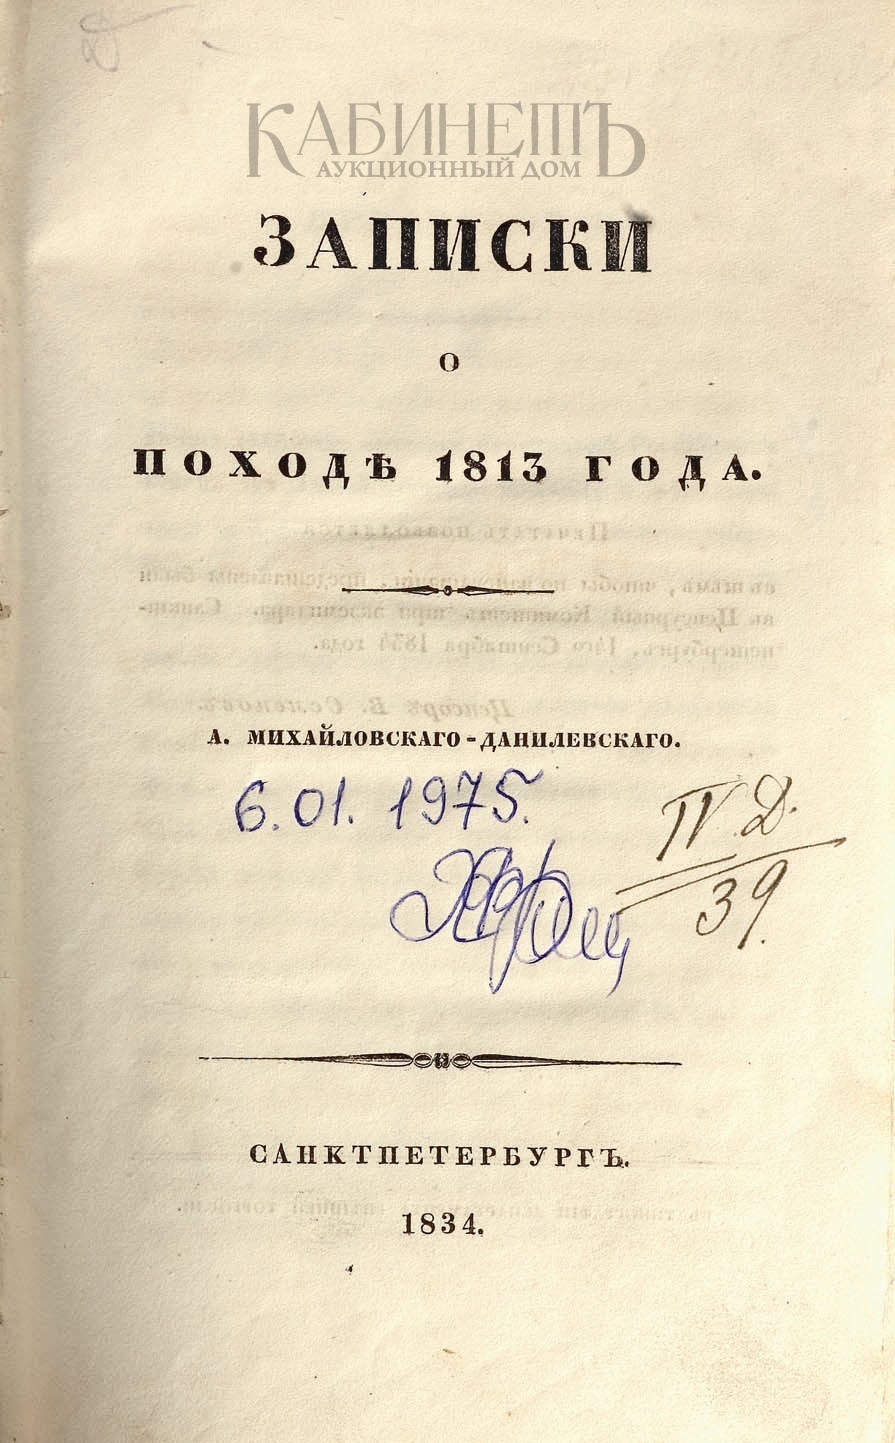 КАБИНЕТЪ
АУКЦИОННЫЙ ДОМ
ЗАПИСКИ
О
ПОХОДѢ 1813 ГОДА.
А. МИХАЙЛОВСКАГО-ДАНИЛЕВСКАГО.
6.01.1975.
IV Д.
39.
САНКТПЕТЕРБУРГЪ.
1834.